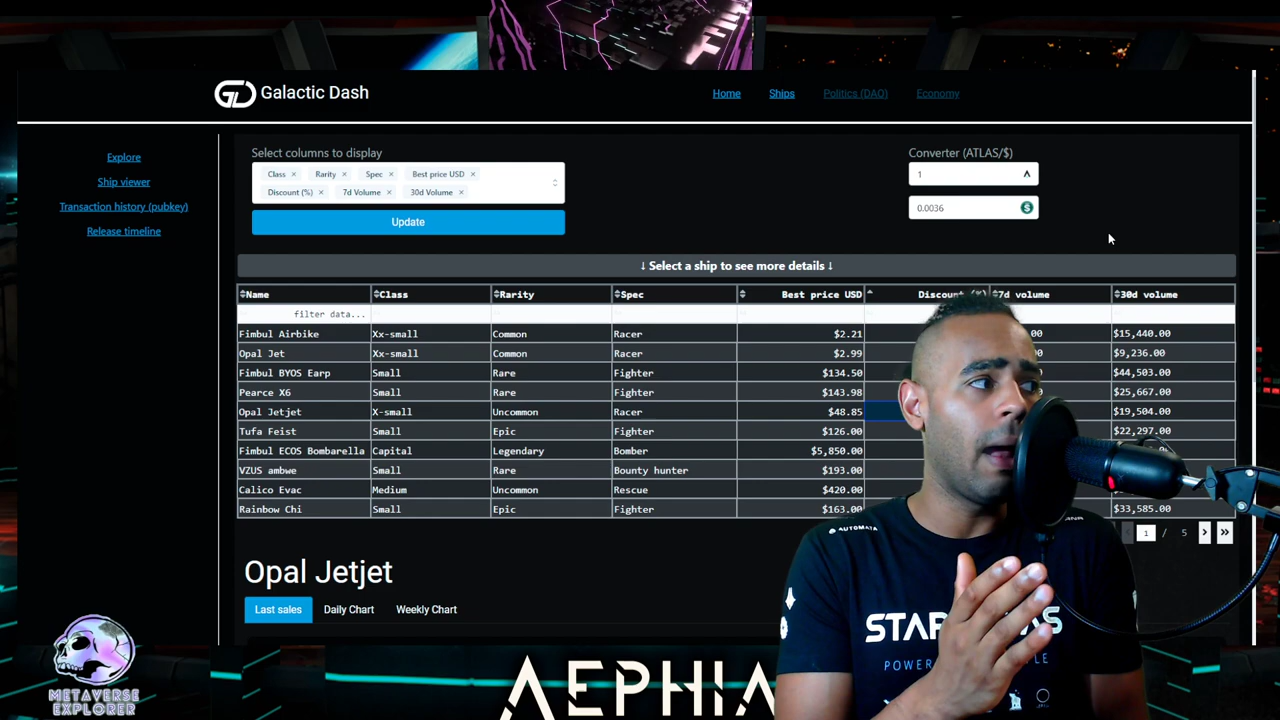 Galactic Dash
Home Ships Politics (DAO) Economy
Explore
Ship viewer
Transaction history (pubkey)
Release timeline
Select columns to display
Class × Rarity × Spec × Best price USD ×
Discount (%) × 7d Volume × 30d Volume ×
Update
Converter (ATLAS/$)
1
0.0036
↓ Select a ship to see more details ↓
Name Class Rarity Spec Best price USD Discount (%) 7d volume 30d volume
filter data...
Fimbul Airbike Xx-small Common Racer $2.21 $15,440.00
Opal Jet Xx-small Common Racer $2.99 $9,236.00
Fimbul BYOS Earp Small Rare Fighter $134.50 $44,503.00
Pearce X6 Small Rare Fighter $143.98 $25,667.00
Opal Jetjet X-small Uncommon Racer $48.85 $19,504.00
Tufa Feist Small Epic Fighter $126.00 $22,297.00
Fimbul ECOS Bombarella Capital Legendary Bomber $5,850.00
VZUS ambwe Small Rare Bounty hunter $193.00
Calico Evac Medium Uncommon Rescue $420.00
Rainbow Chi Small Epic Fighter $163.00 $33,585.00
1 / 5
Opal Jetjet
Last sales Daily Chart Weekly Chart
AUTOMATA
METAVERSE
EXPLORER
AEPHIA